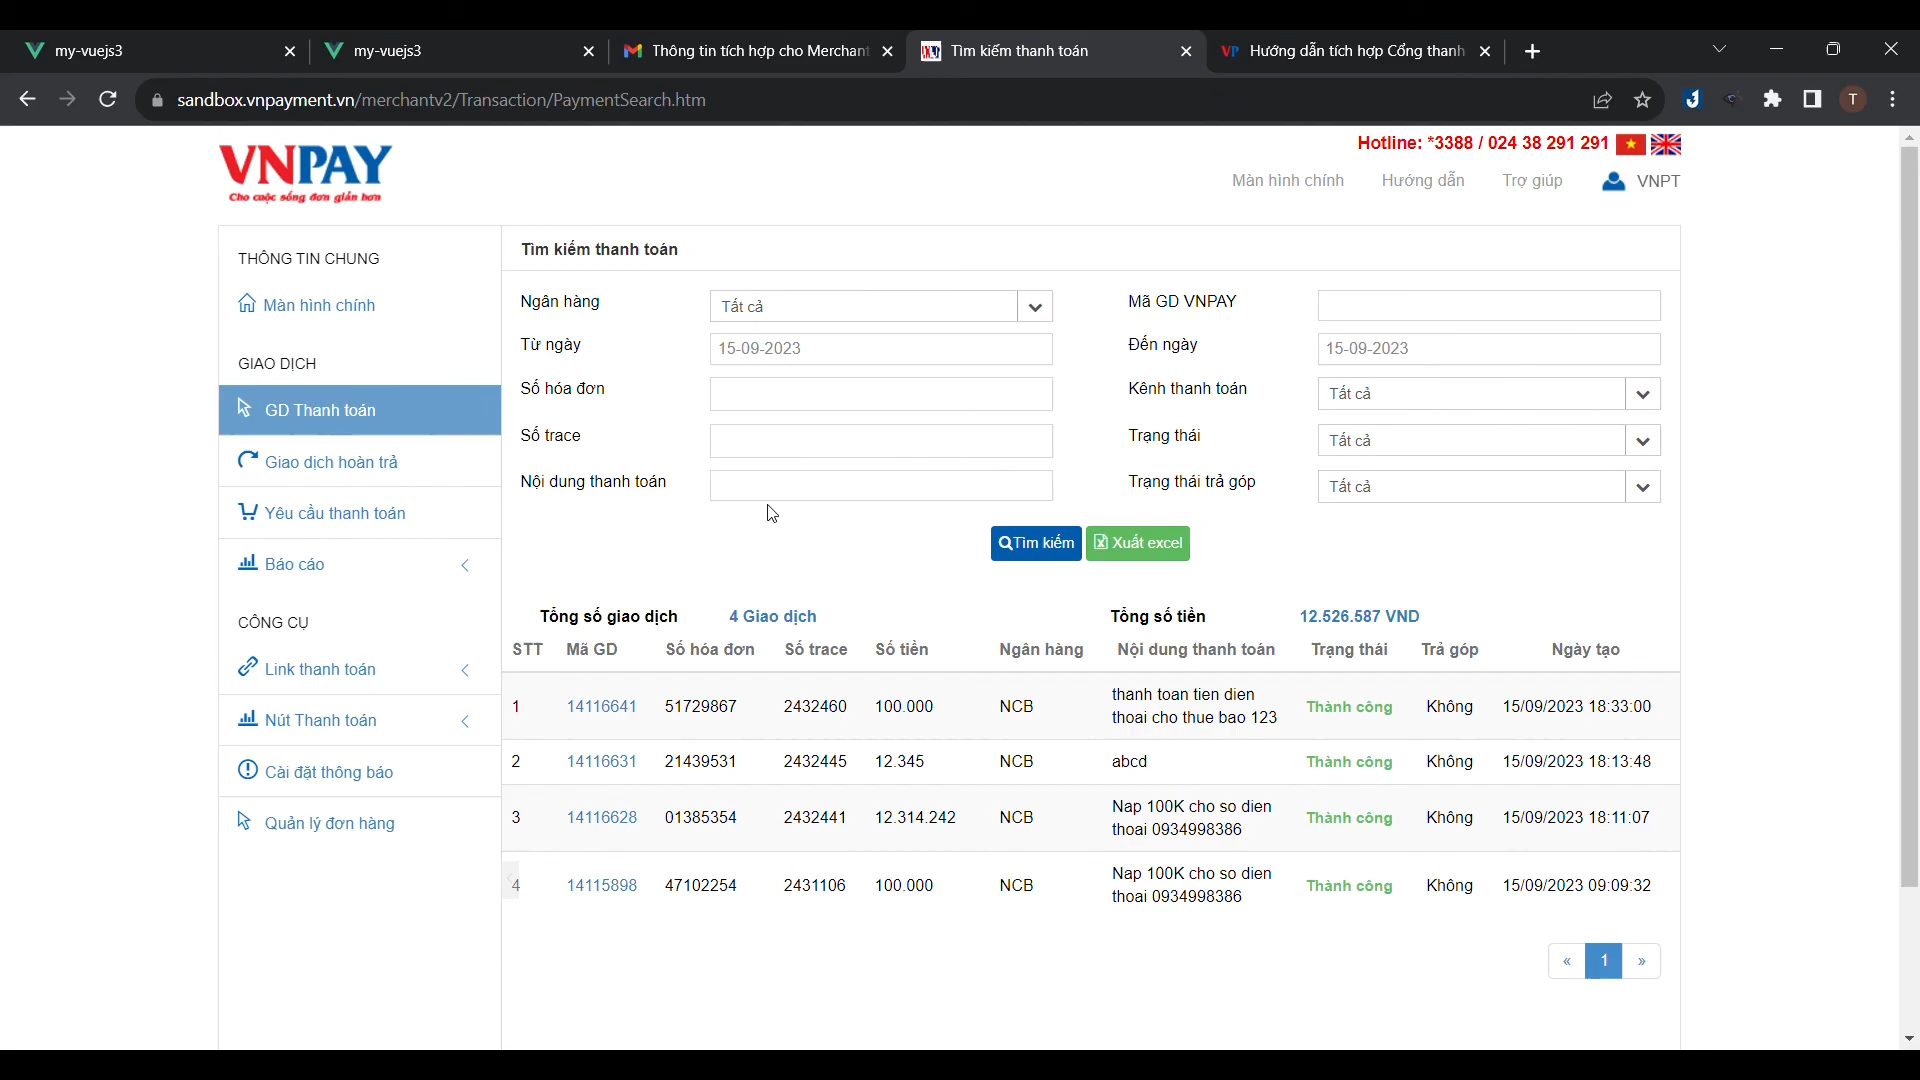 my-vuejs3
my-vuejs3
Thông tin tích hợp cho Merchant
Tìm kiếm thanh toán
Hướng dẫn tích hợp Cổng thanh
sandbox.vnpayment.vn/merchantv2/Transaction/PaymentSearch.htm
T
VNPAY
Cho cuộc sống đơn giản hơn
Hotline: *3388 / 024 38 291 291
Màn hình chính Hướng dẫn Trợ giúp VNPT
THÔNG TIN CHUNG
Màn hình chính
GIAO DỊCH
GD Thanh toán
Giao dịch hoàn trả
Yêu cầu thanh toán
Báo cáo
CÔNG CỤ
Link thanh toán
Nút Thanh toán
Cài đặt thông báo
Quản lý đơn hàng
Tìm kiếm thanh toán
Ngân hàng Tất cả Mã GD VNPAY
Từ ngày 15-09-2023 Đến ngày 15-09-2023
Số hóa đơn Kênh thanh toán Tất cả
Số trace Trạng thái Tất cả
Nội dung thanh toán Trạng thái trả góp Tất cả
Tìm kiếm Xuất excel
Tổng số giao dịch 4 Giao dịch Tổng số tiền 12.526.587 VND
STT Mã GD Số hóa đơn Số trace Số tiền Ngân hàng Nội dung thanh toán Trạng thái Trả góp Ngày tạo
1 14116641 51729867 2432460 100.000 NCB thanh toan tien dien thoai cho thue bao 123 Thành công Không 15/09/2023 18:33:00
2 14116631 21439531 2432445 12.345 NCB abcd Thành công Không 15/09/2023 18:13:48
3 14116628 01385354 2432441 12.314.242 NCB Nap 100K cho so dien thoai 0934998386 Thành công Không 15/09/2023 18:11:07
4 14115898 47102254 2431106 100.000 NCB Nap 100K cho so dien thoai 0934998386 Thành công Không 15/09/2023 09:09:32
« 1 »